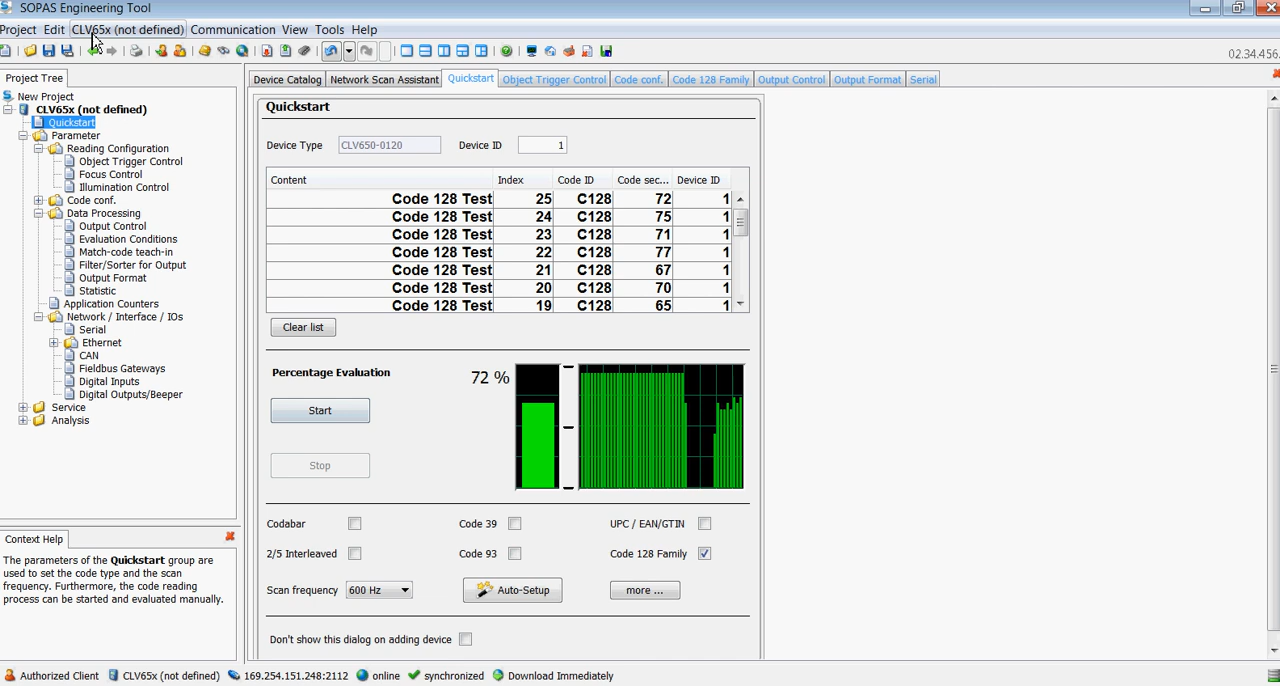 SOPAS Engineering Tool
Project Edit CLV65x (not defined) Communication View Tools Help
02.34.456.
Project Tree
New Project
CLV65x (not defined)
Quickstart
Parameter
Reading Configuration
Object Trigger Control
Focus Control
Illumination Control
Code conf.
Data Processing
Output Control
Evaluation Conditions
Match-code teach-in
Filter/Sorter for Output
Output Format
Statistic
Application Counters
Network / Interface / IOs
Serial
Ethernet
CAN
Fieldbus Gateways
Digital Inputs
Digital Outputs/Beeper
Service
Analysis
Context Help
The parameters of the Quickstart group are
used to set the code type and the scan
frequency. Furthermore, the code reading
process can be started and evaluated manually.
Device Catalog Network Scan Assistant Quickstart Object Trigger Control Code conf. Code 128 Family Output Control Output Format Serial
Quickstart
Device Type CLV650-0120 Device ID 1
Content Index Code ID Code sec... Device ID
Code 128 Test 25 C128 72 1
Code 128 Test 24 C128 75 1
Code 128 Test 23 C128 71 1
Code 128 Test 22 C128 77 1
Code 128 Test 21 C128 67 1
Code 128 Test 20 C128 70 1
Code 128 Test 19 C128 65 1
Clear list
Percentage Evaluation 72 %
Start
Stop
Codabar Code 39 UPC / EAN/GTIN
2/5 Interleaved Code 93 Code 128 Family
Scan frequency 600 Hz Auto-Setup more ...
Don't show this dialog on adding device
Authorized Client CLV65x (not defined) 169.254.151.248:2112 online synchronized Download Immediately